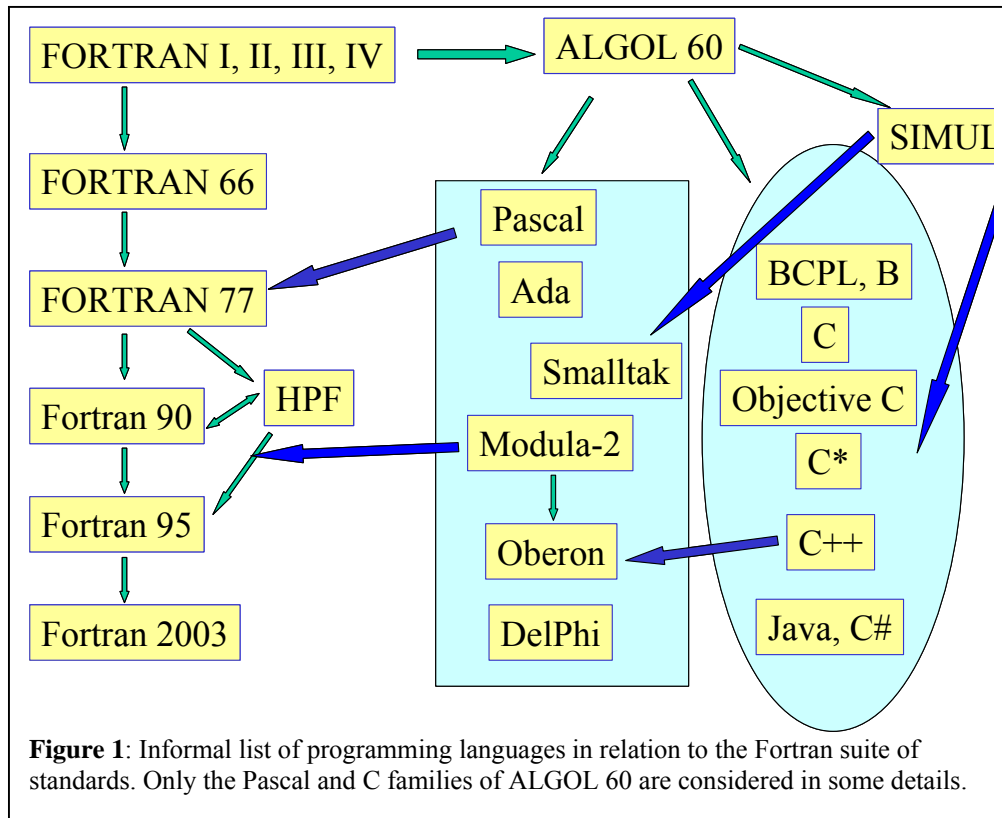 FORTRAN I, II, III, IV
ALGOL 60
SIMUL
FORTRAN 66
Pascal
BCPL, B
FORTRAN 77
Ada
C
Smalltak
Objective C
Fortran 90
HPF
Modula-2
C*
Fortran 95
Oberon
C++
Fortran 2003
DelPhi
Java, C#
Figure 1: Informal list of programming languages in relation to the Fortran suite of
standards. Only the Pascal and C families of ALGOL 60 are considered in some details.